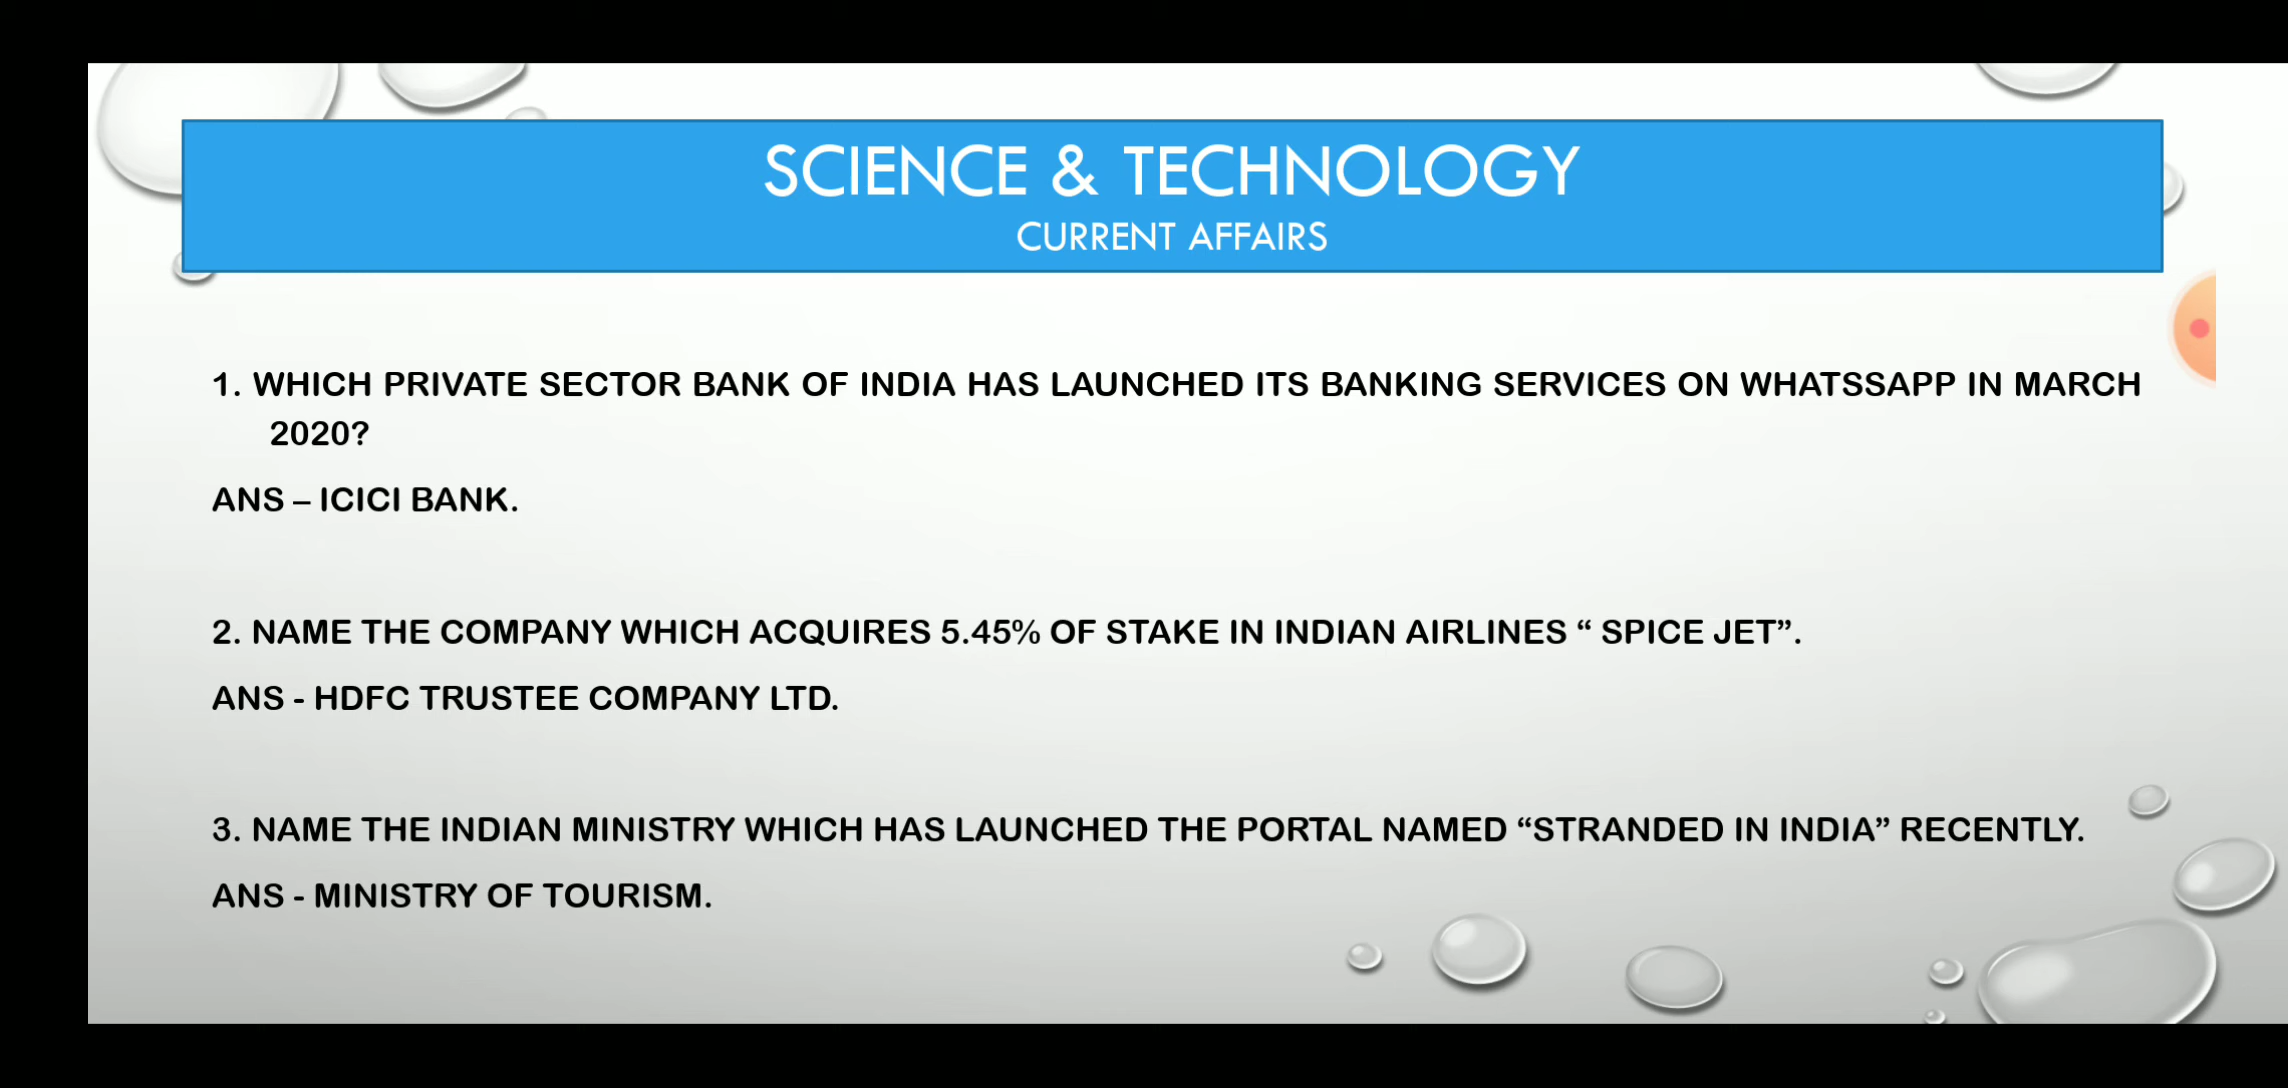 SCIENCE & TECHNOLOGY
CURRENT AFFAIRS
1. WHICH PRIVATE SECTOR BANK OF INDIA HAS LAUNCHED ITS BANKING SERVICES ON WHATSSAPP IN MARCH
2020?
ANS – ICICI BANK.
2. NAME THE COMPANY WHICH ACQUIRES 5.45% OF STAKE IN INDIAN AIRLINES “ SPICE JET”.
ANS - HDFC TRUSTEE COMPANY LTD.
3. NAME THE INDIAN MINISTRY WHICH HAS LAUNCHED THE PORTAL NAMED “STRANDED IN INDIA” RECENTLY.
ANS - MINISTRY OF TOURISM.